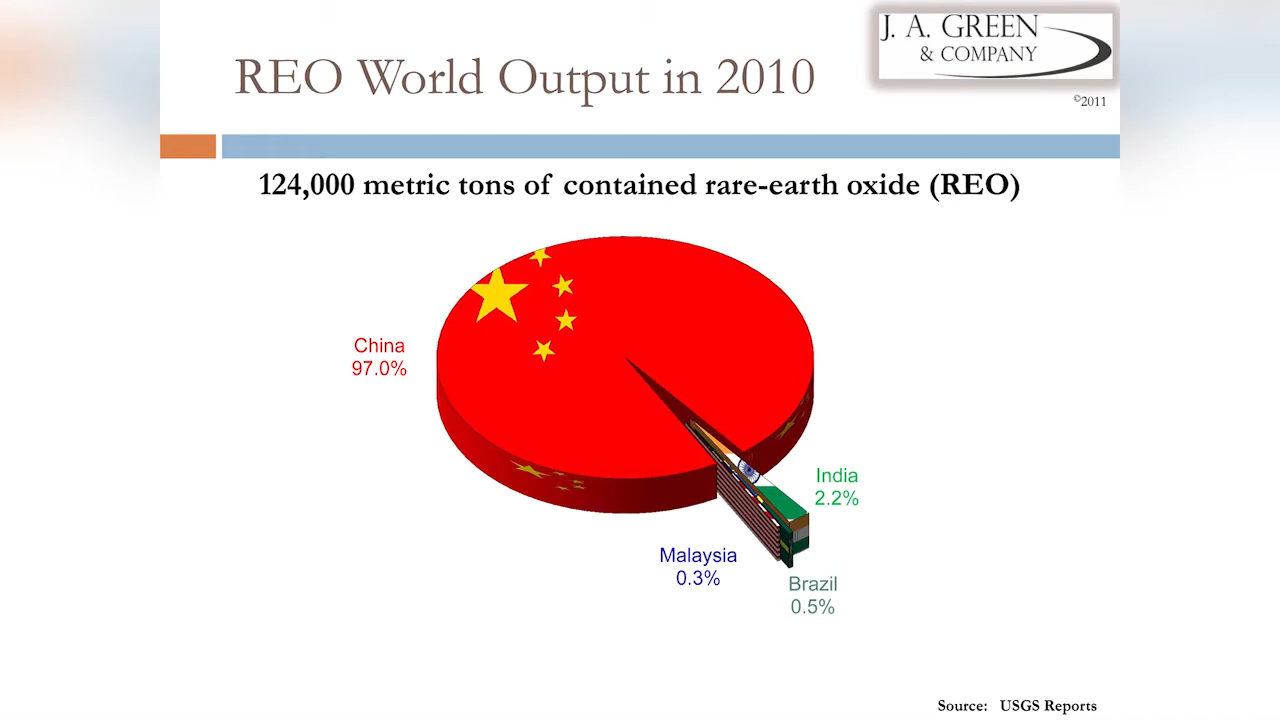 J. A. GREEN
& COMPANY
REO World Output in 2010
©2011
124,000 metric tons of contained rare-earth oxide (REO)
China
97.0%
India
2.2%
Malaysia
0.3%
Brazil
0.5%
Source: USGS Reports